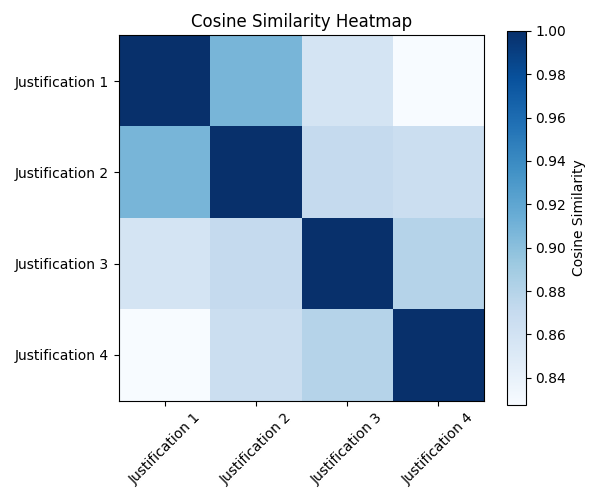 Cosine Similarity Heatmap
Justification 1
Justification 2
Justification 3
Justification 4
Justification 1
Justification 2
Justification 3
Justification 4
1.00
0.98
0.96
0.94
0.92
0.90
0.88
0.86
0.84
Cosine Similarity